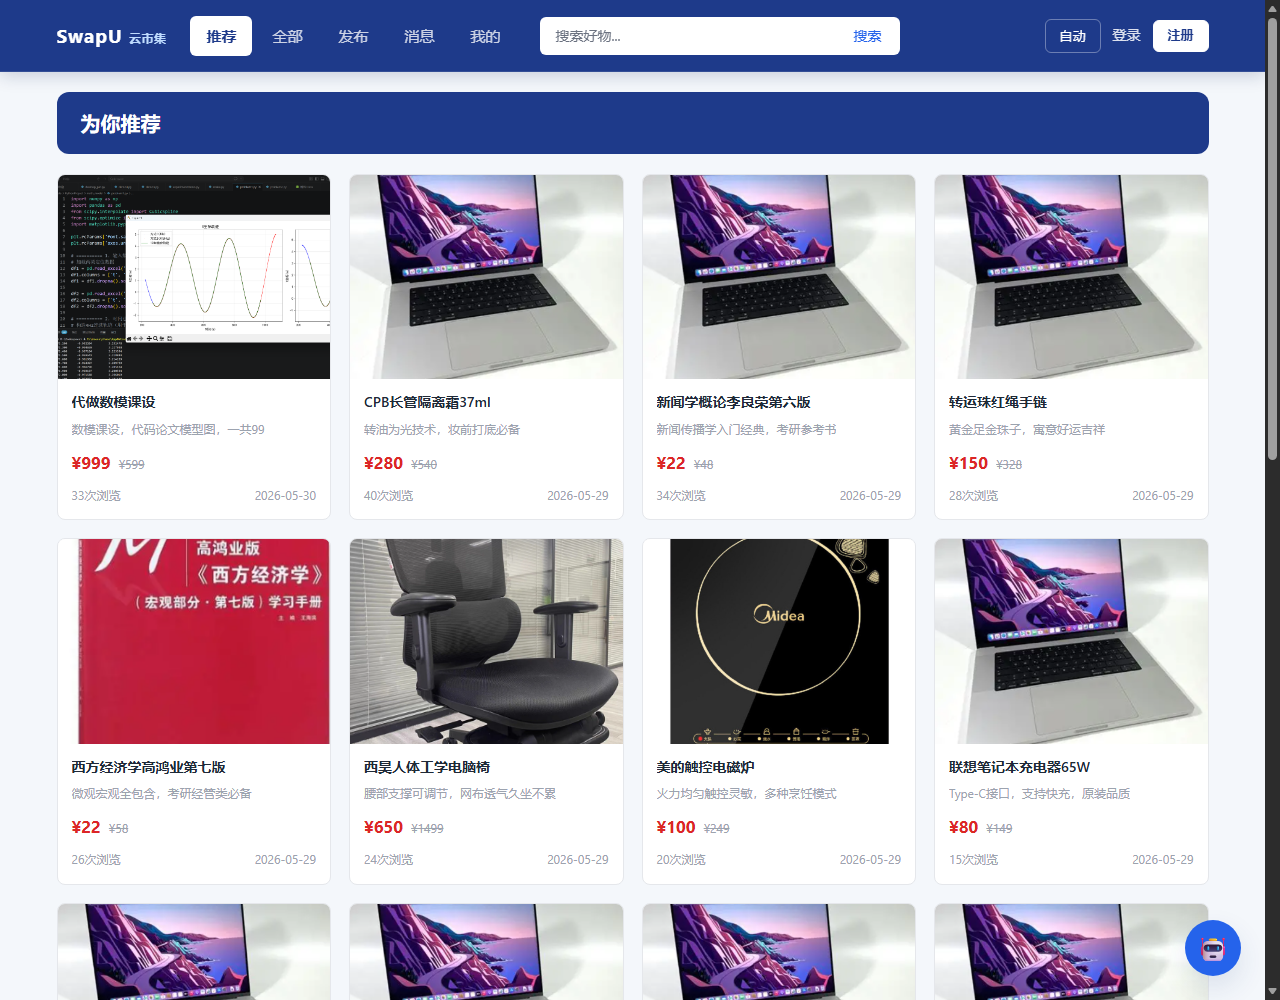 SwapU 云市集
推荐
全部
发布
消息
我的
搜索好物...
搜索
自动
登录
注册
为你推荐
代做数模课设
数模课设，代码论文模型图，一共99
¥999 ¥599
33次浏览 2026-05-30
CPB长管隔离霜37ml
转油为光技术，妆前打底必备
¥280 ¥540
40次浏览 2026-05-29
新闻学概论李良荣第六版
新闻传播学入门经典，考研参考书
¥22 ¥48
34次浏览 2026-05-29
转运珠红绳手链
黄金足金珠子，寓意好运吉祥
¥150 ¥328
28次浏览 2026-05-29
高鸿业版
《西方经济学》
（宏观部分·第七版）学习手册
西方经济学高鸿业第七版
微观宏观全包含，考研经管类必备
¥22 ¥58
26次浏览 2026-05-29
西昊人体工学电脑椅
腰部支撑可调节，网布透气久坐不累
¥650 ¥1499
24次浏览 2026-05-29
Midea
美的触控电磁炉
火力均匀触控灵敏，多种烹饪模式
¥100 ¥249
20次浏览 2026-05-29
联想笔记本充电器65W
Type-C接口，支持快充，原装品质
¥80 ¥149
15次浏览 2026-05-29